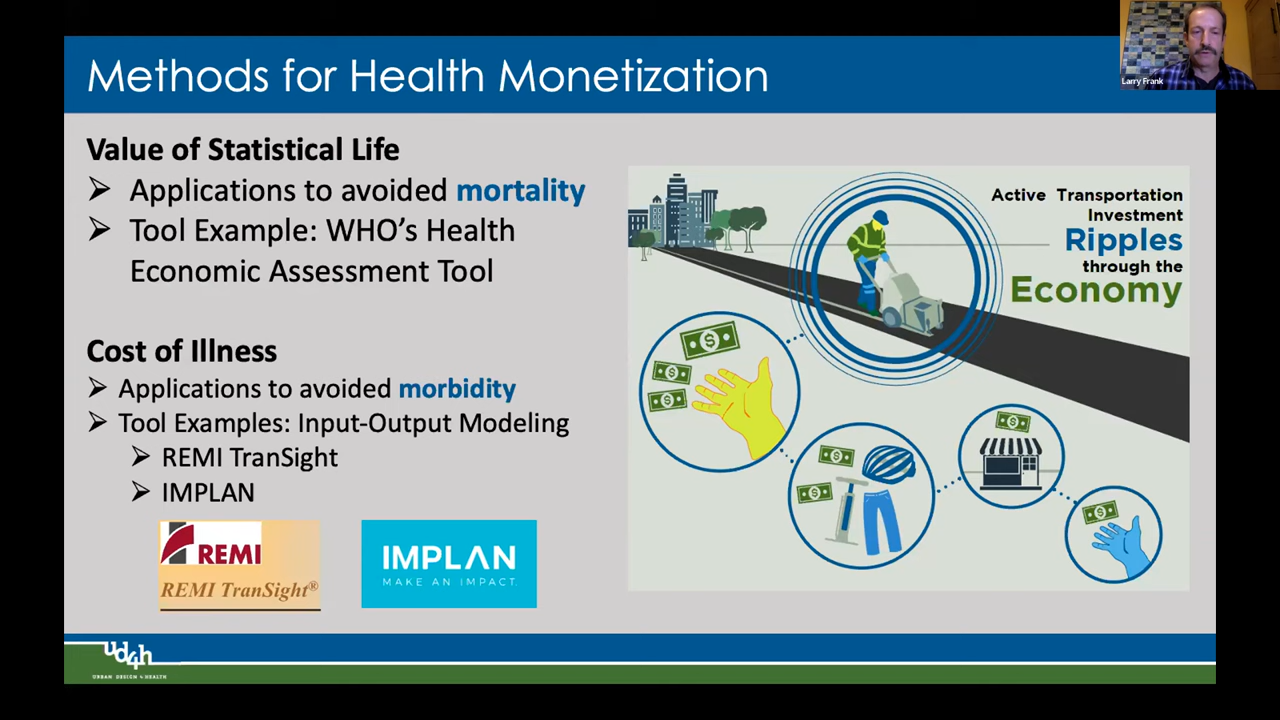 Methods for Health Monetization
Larry Frank
Value of Statistical Life
Applications to avoided mortality
Tool Example: WHO's Health
Economic Assessment Tool
Cost of Illness
Applications to avoided morbidity
Tool Examples: Input-Output Modeling
REMI TranSight
IMPLAN
REMI
REMI TranSight®
IMPLAN
MAKE AN IMPACT.
Active Transportation
Investment
Ripples
through the
Economy
$
$
$
$
$
$
$
ud4h
URBAN DESIGN 4 HEALTH